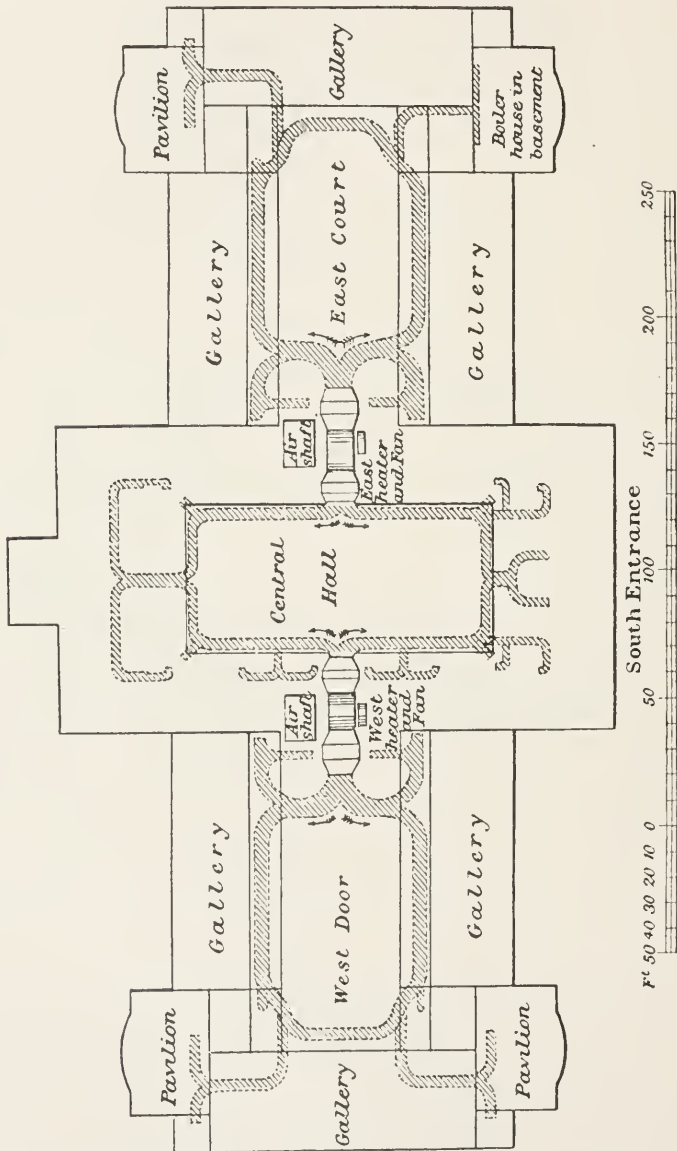 Pavilion
Pavilion
Gallery
Gallery
Air
shaft
Air
shaft
Central
Hall
Gallery
West Door
East Court
Gallery
West
heater
and
Fan
East
heater
and Fan
Gallery
Gallery
Pavilion
Boiler
house in
basement
South Entrance
Ft 50 40 30 20 10 0 50 100 150 200 250